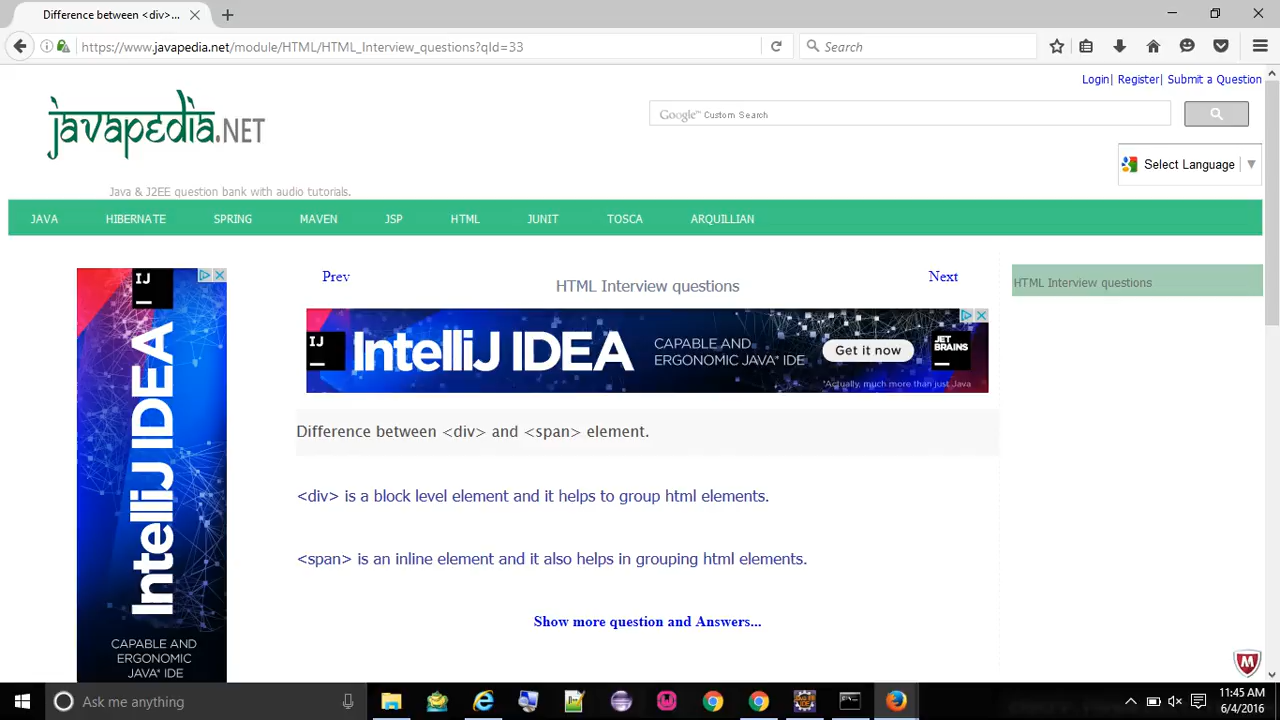 Difference between <div>...
https://www.javapedia.net/module/HTML/HTML_Interview_questions?qId=33
Search
Login| Register| Submit a Question
javapedia.NET
Google™ Custom Search
Select Language
Java & J2EE question bank with audio tutorials.
JAVA HIBERNATE SPRING MAVEN JSP HTML JUNIT TOSCA ARQUILLIAN
Prev
HTML Interview questions
Next
HTML Interview questions
IJ
IntelliJ IDEA
CAPABLE AND
ERGONOMIC
JAVA* IDE
IJ
IntelliJ IDEA
CAPABLE AND
ERGONOMIC JAVA* IDE
Get it now
JET
BRAINS
*Actually, much more than just Java
Difference between <div> and <span> element.
<div> is a block level element and it helps to group html elements.
<span> is an inline element and it also helps in grouping html elements.
Show more question and Answers...
M
Ask me anything
11:45 AM
6/4/2016